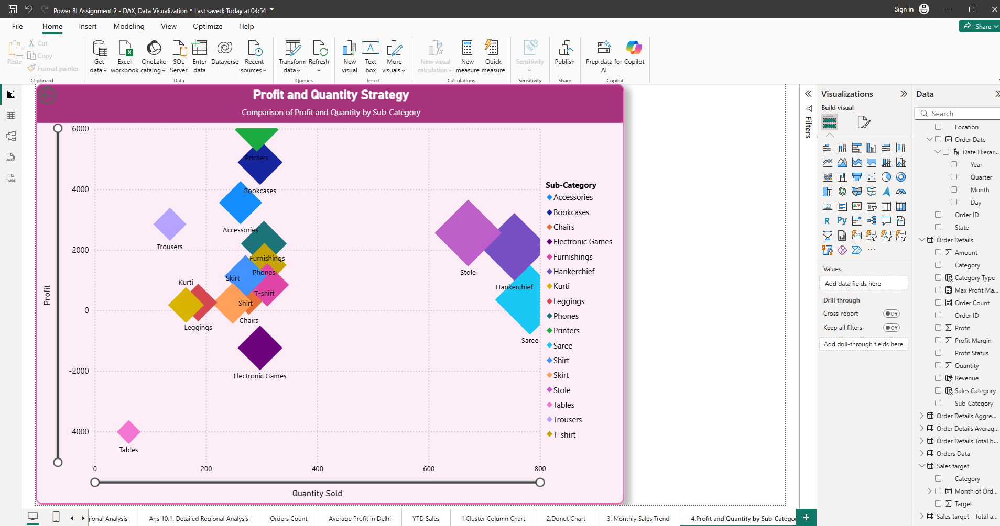 Power BI Assignment 2 - DAX, Data Visualization • Last saved: Today at 04:54
Sign in
File Home Insert Modeling View Optimize Help
Share
Paste
Cut
Copy
Format painter
Clipboard
Get data
Excel workbook
OneLake catalog
SQL Server
Enter data
Dataverse
Recent sources
Data
Transform data
Refresh
Queries
New visual
Text box
More visuals
Insert
New visual calculation
New measure
Quick measure
Calculations
Sensitivity
Sensitivity
Publish
Share
Prep data for AI
Copilot
Copilot
DAX
TMDL
Profit and Quantity Strategy
Comparison of Profit and Quantity by Sub-Category
6000
4000
2000
0
-2000
-4000
Profit
Printers
Bookcases
Accessories
Trousers
Furnishings
Phones
Skirt
Kurti
T-shirt
Shirt
Chairs
Leggings
Electronic Games
Tables
Stole
Hankerchief
Saree
0 200 400 600 800
Quantity Sold
Sub-Category
Accessories
Bookcases
Chairs
Electronic Games
Furnishings
Hankerchief
Kurti
Leggings
Phones
Printers
Saree
Shirt
Skirt
Stole
Tables
Trousers
T-shirt
Filters
Visualizations
Build visual
123
R Py
123
Values
Add data fields here
Drill through
Cross-report
Off
Keep all filters
Off
Add drill-through fields here
Data
Search
Location
Order Date
Date Hierar...
Year
Quarter
Month
Day
Order ID
State
Order Details
Amount
Category
Category Type
Max Profit Ma...
Order Count
Order ID
Profit
Profit Margin
Profit Status
Quantity
Revenue
Sales Category
Sub-Category
Order Details Aggre...
Order Details Averag...
Order Details Total b...
Orders Data
Sales target
Category
Month of Ord...
Target
Sales target - Total a...
gional Analysis
Ans 10.1. Detailed Regional Analysis
Orders Count
Average Profit in Delhi
YTD Sales
1.Cluster Column Chart
2.Donut Chart
3. Monthly Sales Trend
4.Profit and Quantity by Sub-Categor